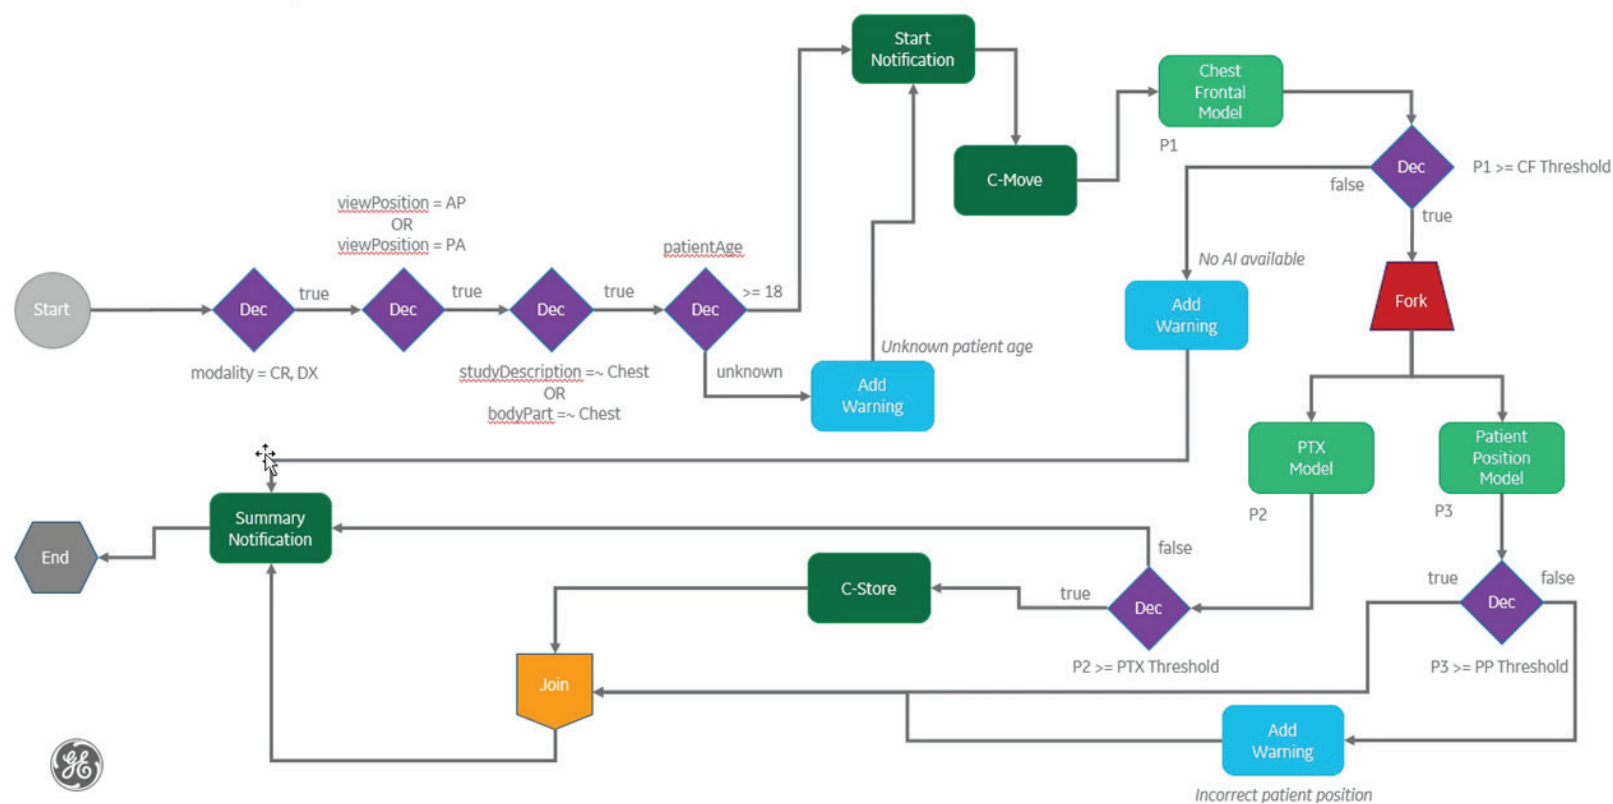 Start
Notification
Chest
Frontal
Model
P1
Dec
P1 >= CF Threshold
false
true
C-Move
viewPosition = AP
OR
viewPosition = PA
patientAge
No AI available
Start
Dec
true
Dec
true
Dec
true
Dec
>= 18
Add
Warning
Fork
modality = CR, DX
studyDescription =~ Chest
OR
bodyPart =~ Chest
unknown
Unknown patient age
Add
Warning
PTX
Model
P2
Patient
Position
Model
P3
Summary
Notification
End
false
C-Store
true
Dec
P2 >= PTX Threshold
true
false
Dec
P3 >= PP Threshold
Join
Add
Warning
Incorrect patient position
GE